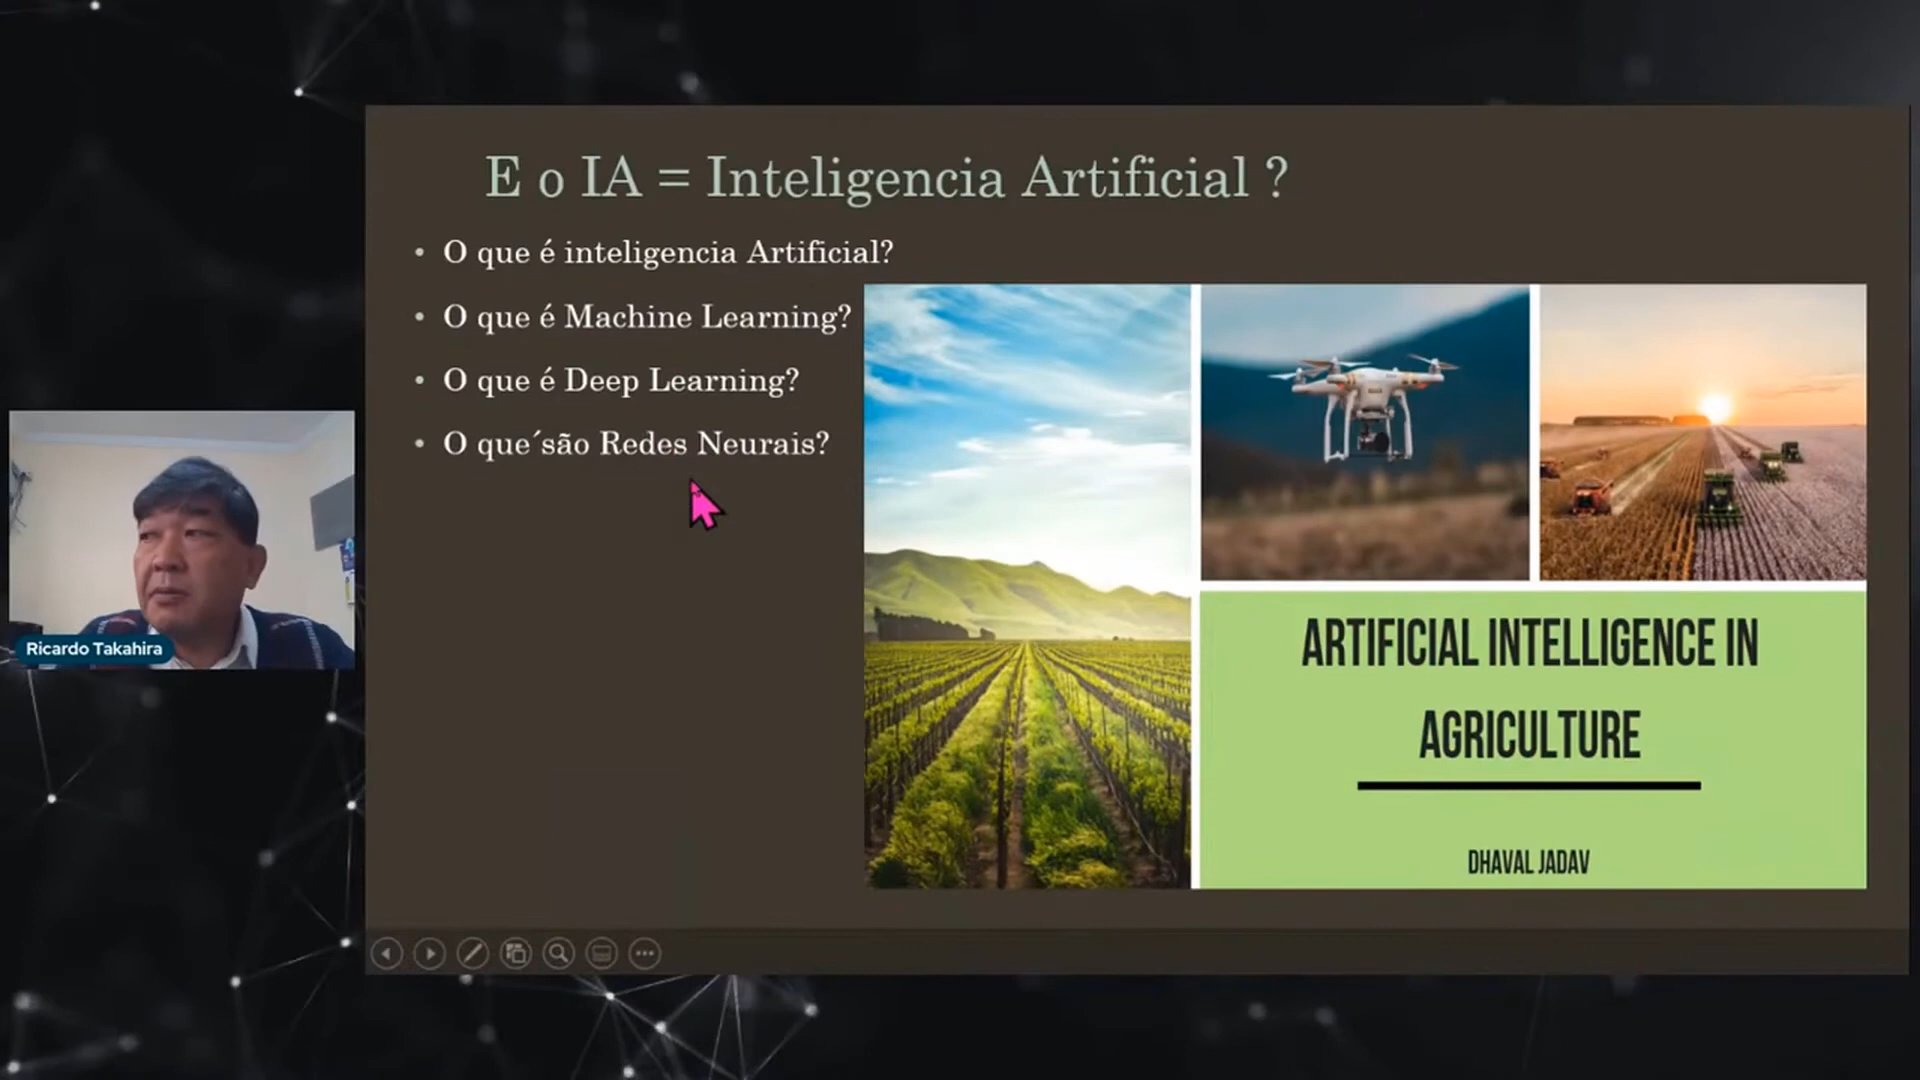 E o IA = Inteligencia Artificial ?
• O que é inteligencia Artificial?
• O que é Machine Learning?
• O que é Deep Learning?
• O que´são Redes Neurais?
ARTIFICIAL INTELLIGENCE IN
AGRICULTURE
DHAVAL JADAV
Ricardo Takahira